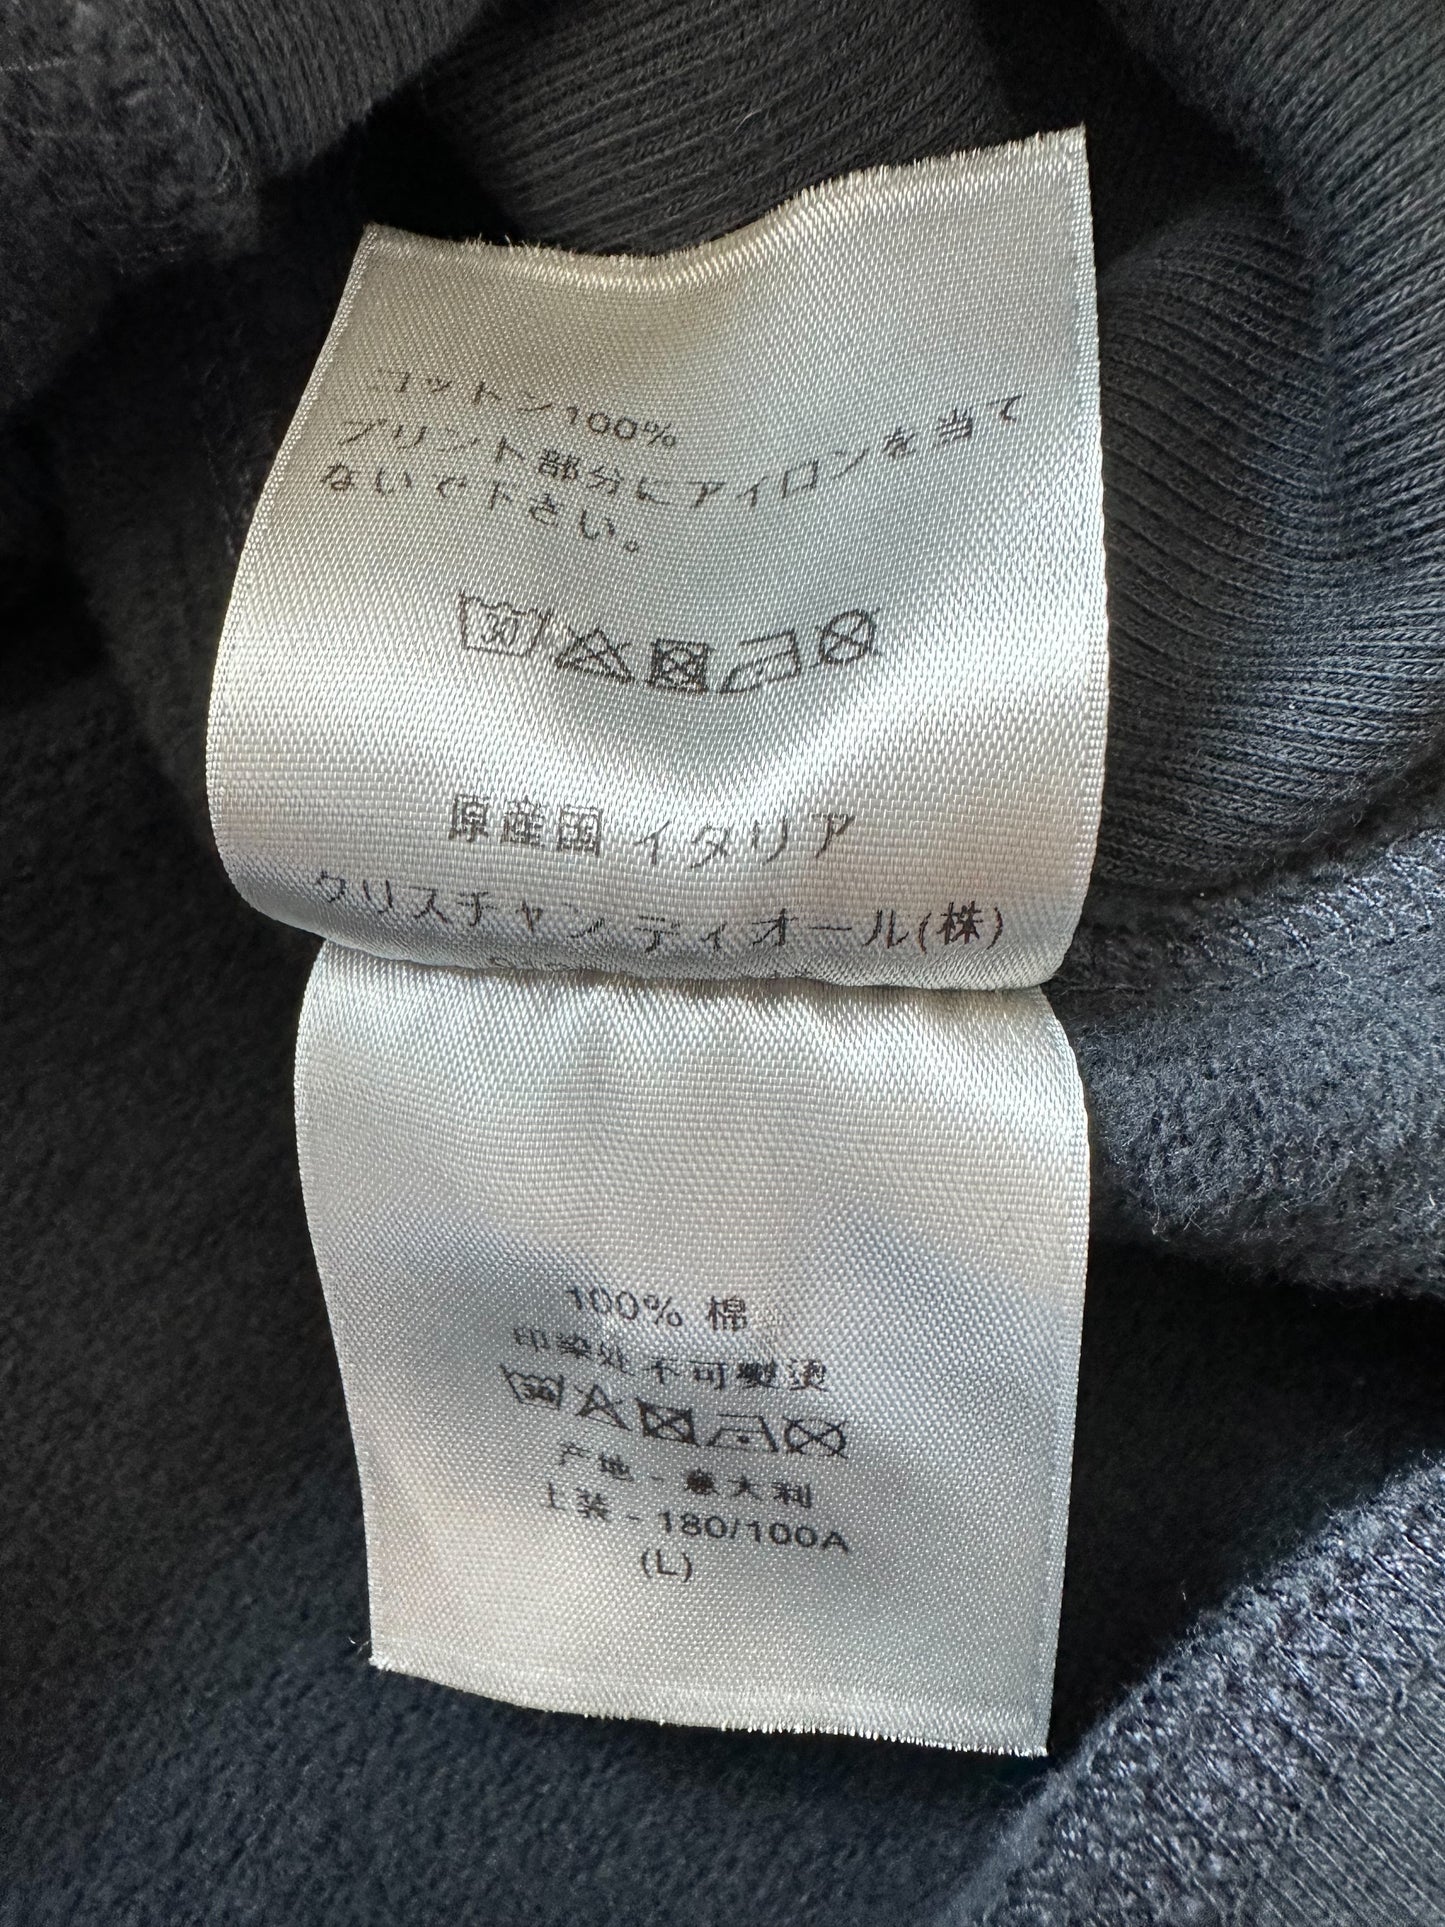 コットン100%
プリント部分にアイロンを当て
ないで下さい。
30
原産国 イタリア
クリスチャン ディオール(株)
100% 棉
印染处不可熨烫
30
产地 - 意大利
上装 - 180/100A
(L)